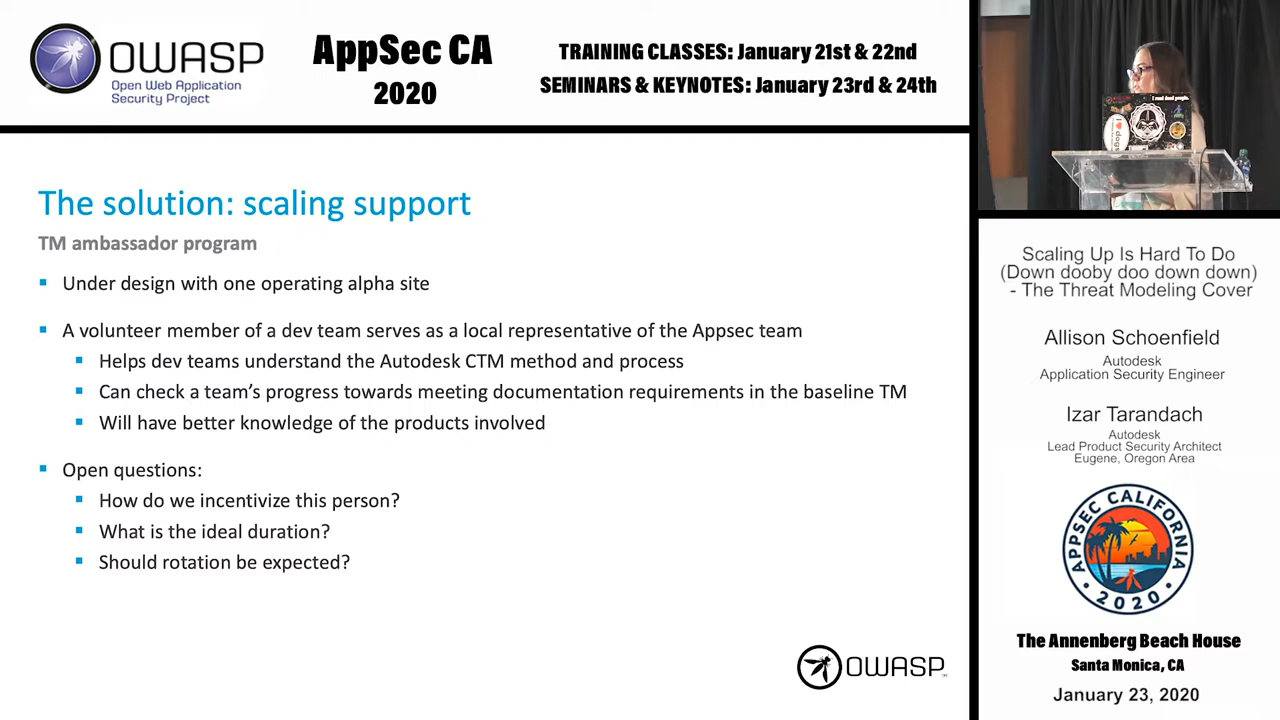 OWASP
Open Web Application
Security Project
AppSec CA
2020
TRAINING CLASSES: January 21st & 22nd
SEMINARS & KEYNOTES: January 23rd & 24th
The solution: scaling support
TM ambassador program
Under design with one operating alpha site
A volunteer member of a dev team serves as a local representative of the Appsec team
Helps dev teams understand the Autodesk CTM method and process
Can check a team's progress towards meeting documentation requirements in the baseline TM
Will have better knowledge of the products involved
Open questions:
How do we incentivize this person?
What is the ideal duration?
Should rotation be expected?
OWASP
I read dead people.
I ♥ dogs
Scaling Up Is Hard To Do
(Down dooby doo down down)
- The Threat Modeling Cover
Allison Schoenfield
Autodesk
Application Security Engineer
Izar Tarandach
Autodesk
Lead Product Security Architect
Eugene, Oregon Area
APPSEC CALIFORNIA
2020
The Annenberg Beach House
Santa Monica, CA
January 23, 2020